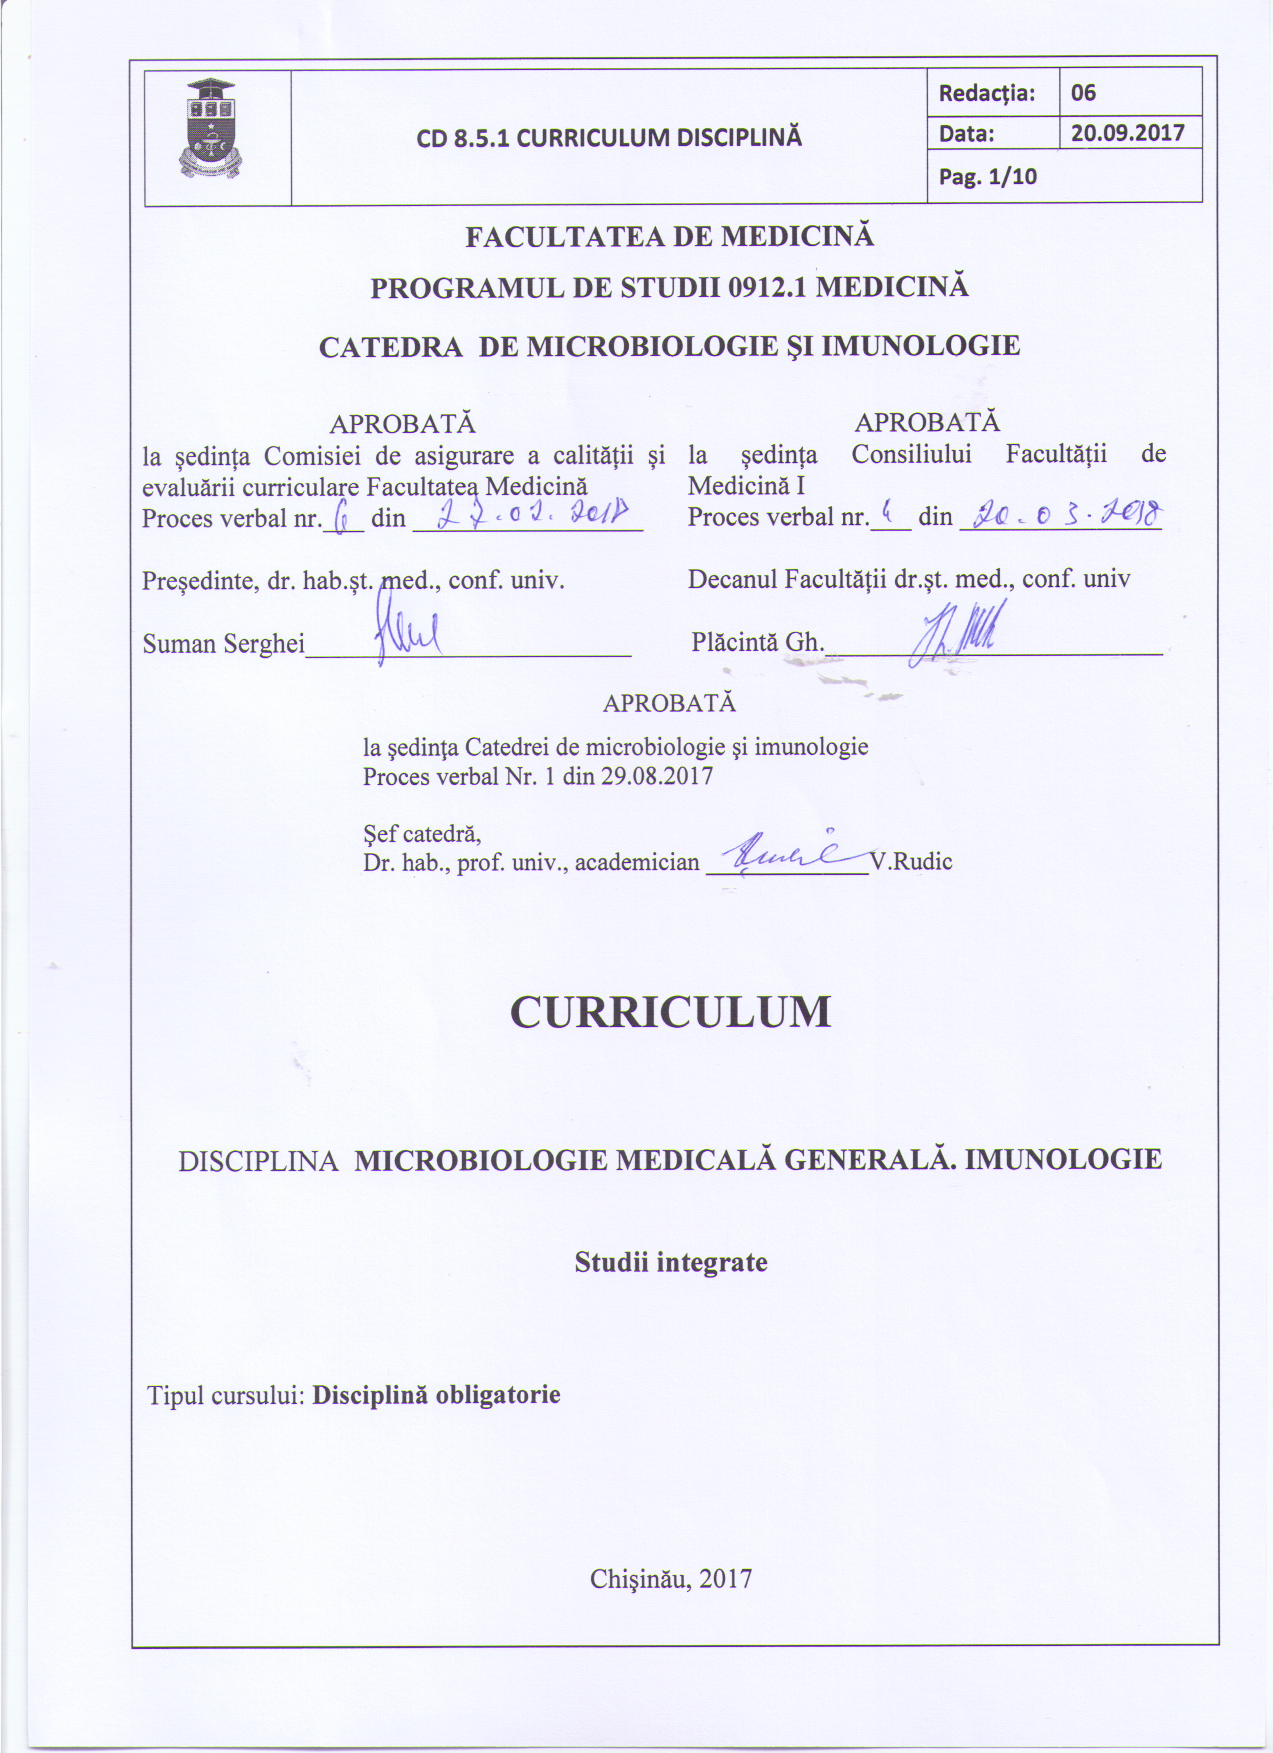 CD 8.5.1 CURRICULUM DISCIPLINĂ
Redacția: 06
Data: 20.09.2017
Pag. 1/10
FACULTATEA DE MEDICINĂ
PROGRAMUL DE STUDII 0912.1 MEDICINĂ
CATEDRA DE MICROBIOLOGIE ŞI IMUNOLOGIE
APROBATĂ
la şedinţa Comisiei de asigurare a calităţii şi
evaluării curriculare Facultatea Medicină
Proces verbal nr. 6 din 27.02.2018
Preşedinte, dr. hab.şt. med., conf. univ.
Suman Serghei
APROBATĂ
la şedinţa Consiliului Facultăţii de
Medicină I
Proces verbal nr. 4 din 20.03.2018
Decanul Facultăţii dr.şt. med., conf. univ
Plăcintă Gh.
APROBATĂ
la şedinţa Catedrei de microbiologie şi imunologie
Proces verbal Nr. 1 din 29.08.2017
Şef catedră,
Dr. hab., prof. univ., academician V.Rudic
CURRICULUM
DISCIPLINA MICROBIOLOGIE MEDICALĂ GENERALĂ. IMUNOLOGIE
Studii integrate
Tipul cursului: Disciplină obligatorie
Chişinău, 2017